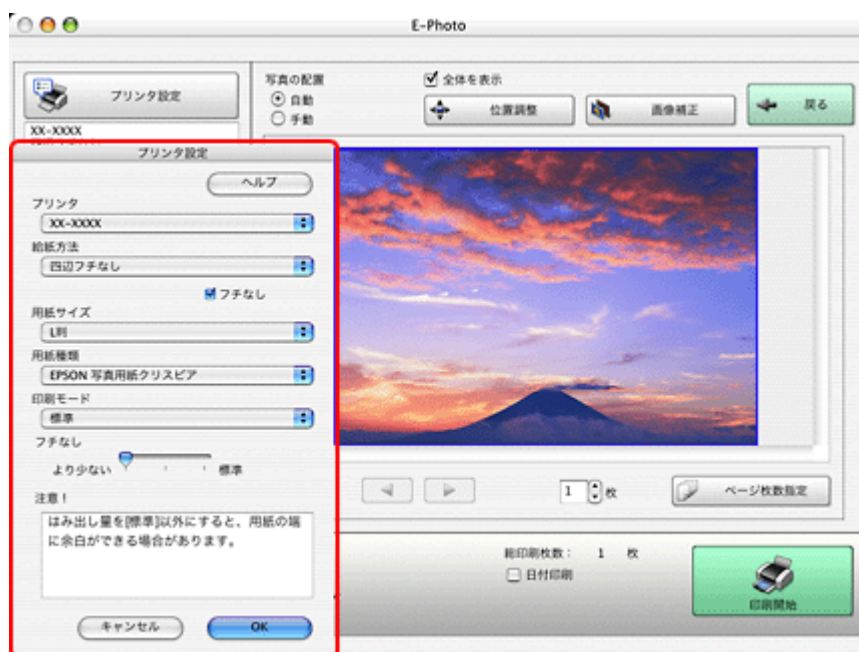 E-Photo
プリンタ設定
XX-XXXX
写真の配置
自動
手動
全体を表示
位置調整
画像補正
戻る
プリンタ設定
ヘルプ
プリンタ
XX-XXXX
給紙方法
四辺フチなし
フチなし
用紙サイズ
L判
用紙種類
EPSON 写真用紙クリスピア
印刷モード
標準
フチなし
より少ない 標準
注意！
はみ出し量を[標準]以外にすると、用紙の端
に余白ができる場合があります。
キャンセル
OK
1 枚
ページ枚数指定
総印刷枚数： 1 枚
日付印刷
印刷開始